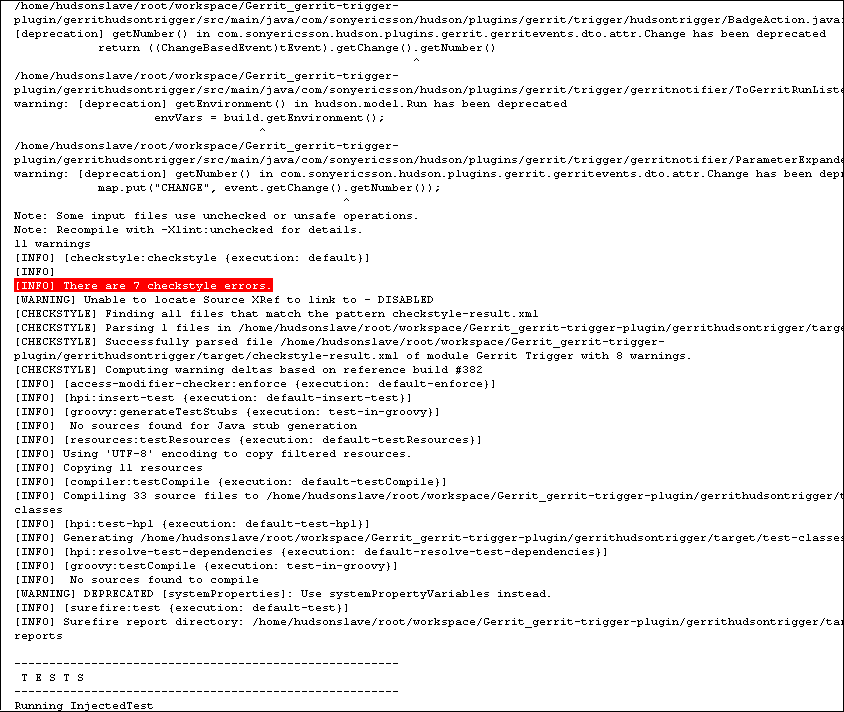 /home/hudsonslave/root/workspace/Gerrit_gerrit-trigger-
plugin/gerrithudsontrigger/src/main/java/com/sonyericsson/hudson/plugins/gerrit/trigger/hudsontrigger/BadgeAction.java:
[deprecation] getNumber() in com.sonyericsson.hudson.plugins.gerrit.gerritevents.dto.attr.Change has been deprecated
return ((ChangeBasedEvent)tEvent).getChange().getNumber()
^
/home/hudsonslave/root/workspace/Gerrit_gerrit-trigger-
plugin/gerrithudsontrigger/src/main/java/com/sonyericsson/hudson/plugins/gerrit/trigger/gerritnotifier/ToGerritRunListe
warning: [deprecation] getEnvironment() in hudson.model.Run has been deprecated
envVars = build.getEnvironment();
^
/home/hudsonslave/root/workspace/Gerrit_gerrit-trigger-
plugin/gerrithudsontrigger/src/main/java/com/sonyericsson/hudson/plugins/gerrit/trigger/gerritnotifier/ParameterExpande
warning: [deprecation] getNumber() in com.sonyericsson.hudson.plugins.gerrit.gerritevents.dto.attr.Change has been depr
map.put("CHANGE", event.getChange().getNumber());
^
Note: Some input files use unchecked or unsafe operations.
Note: Recompile with -Xlint:unchecked for details.
11 warnings
[INFO] [checkstyle:checkstyle {execution: default}]
[INFO]
[INFO] There are 7 checkstyle errors.
[WARNING] Unable to locate Source XRef to link to - DISABLED
[CHECKSTYLE] Finding all files that match the pattern checkstyle-result.xml
[CHECKSTYLE] Parsing 1 files in /home/hudsonslave/root/workspace/Gerrit_gerrit-trigger-plugin/gerrithudsontrigger/targe
[CHECKSTYLE] Successfully parsed file /home/hudsonslave/root/workspace/Gerrit_gerrit-trigger-
plugin/gerrithudsontrigger/target/checkstyle-result.xml of module Gerrit Trigger with 8 warnings.
[CHECKSTYLE] Computing warning deltas based on reference build #382
[INFO] [access-modifier-checker:enforce {execution: default-enforce}]
[INFO] [hpi:insert-test {execution: default-insert-test}]
[INFO] [groovy:generateTestStubs {execution: test-in-groovy}]
[INFO]  No sources found for Java stub generation
[INFO] [resources:testResources {execution: default-testResources}]
[INFO] Using 'UTF-8' encoding to copy filtered resources.
[INFO] Copying 11 resources
[INFO] [compiler:testCompile {execution: default-testCompile}]
[INFO] Compiling 33 source files to /home/hudsonslave/root/workspace/Gerrit_gerrit-trigger-plugin/gerrithudsontrigger/t
classes
[INFO] [hpi:test-hpl {execution: default-test-hpl}]
[INFO] Generating /home/hudsonslave/root/workspace/Gerrit_gerrit-trigger-plugin/gerrithudsontrigger/target/test-classes
[INFO] [hpi:resolve-test-dependencies {execution: default-resolve-test-dependencies}]
[INFO] [groovy:testCompile {execution: test-in-groovy}]
[INFO]  No sources found to compile
[WARNING] DEPRECATED [systemProperties]: Use systemPropertyVariables instead.
[INFO] [surefire:test {execution: default-test}]
[INFO] Surefire report directory: /home/hudsonslave/root/workspace/Gerrit_gerrit-trigger-plugin/gerrithudsontrigger/tar
reports
-------------------------------------------------------
T E S T S
-------------------------------------------------------
Running InjectedTest